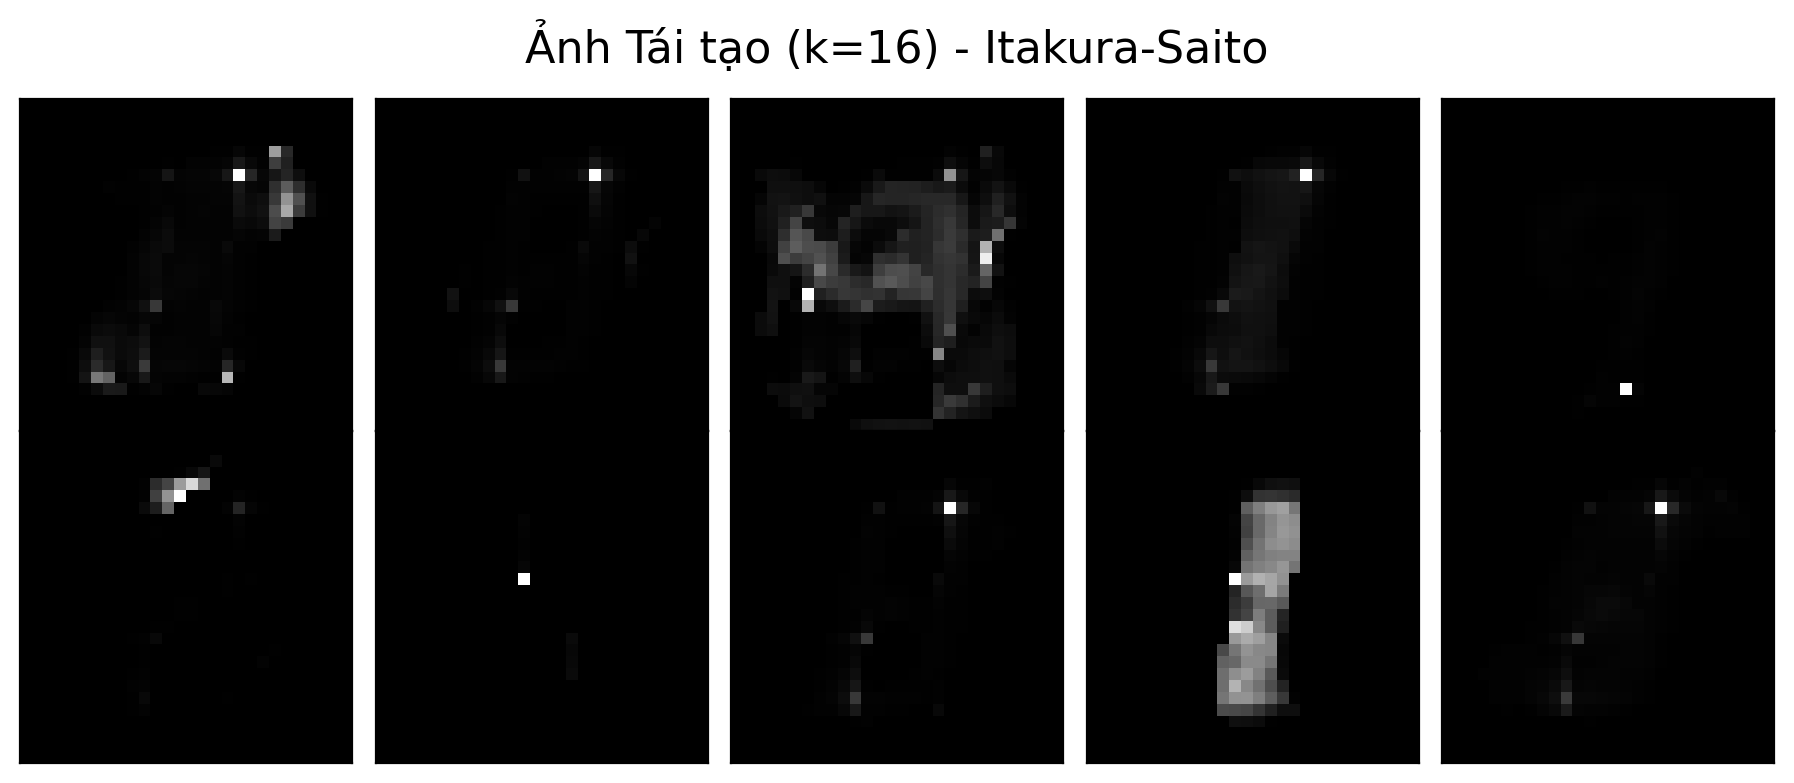 Ảnh Tái tạo (k=16) - Itakura-Saito